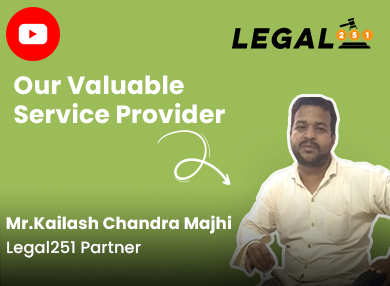 LEGAL 251
Our Valuable
Service Provider
Mr.Kailash Chandra Majhi
Legal251 Partner